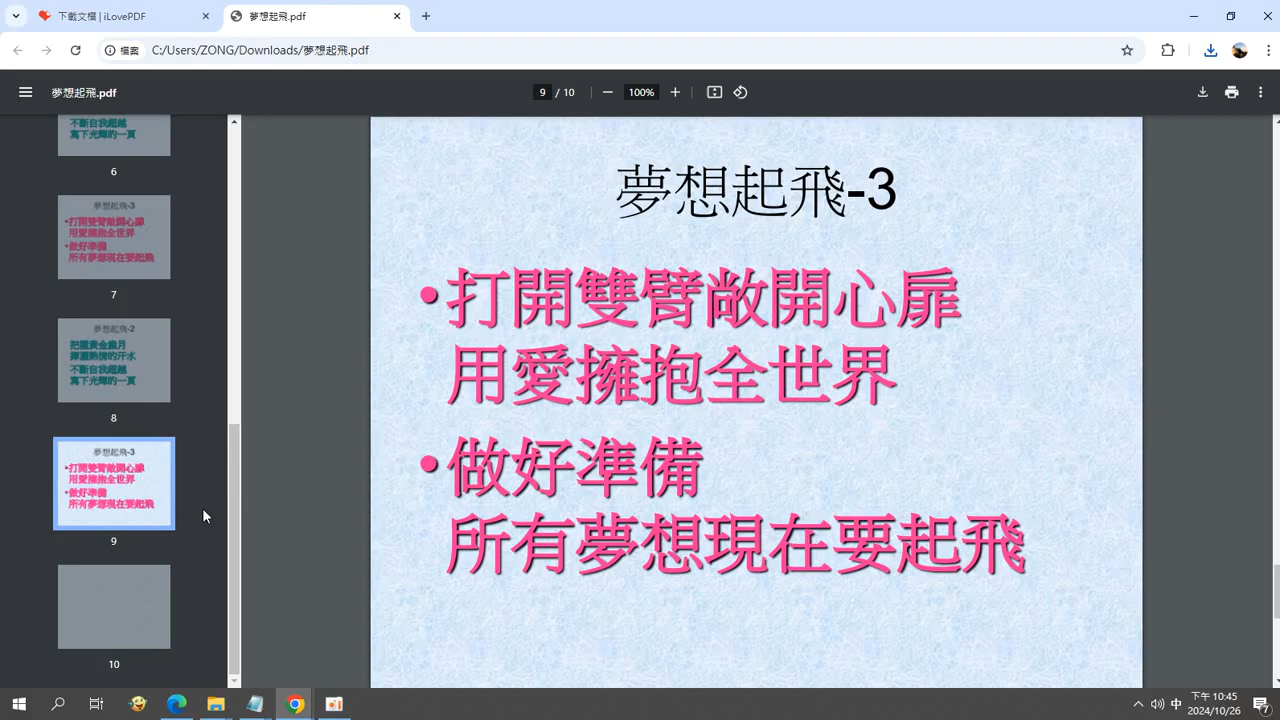 下載文檔 | iLovePDF
夢想起飛.pdf
檔案
C:/Users/ZONG/Downloads/夢想起飛.pdf
夢想起飛.pdf
9 / 10
100%
不斷自我超越
寫下光輝的一頁
6
夢想起飛-3
•打開雙臂敞開心扉
用愛擁抱全世界
•做好準備
所有夢想現在要起飛
7
夢想起飛-2
把握黃金歲月
揮灑熱情的汗水
不斷自我超越
寫下光輝的一頁
8
夢想起飛-3
•打開雙臂敞開心扉
用愛擁抱全世界
•做好準備
所有夢想現在要起飛
9
10
夢想起飛-3
•打開雙臂敞開心扉
用愛擁抱全世界
•做好準備
所有夢想現在要起飛
中
下午 10:45
2024/10/26
7